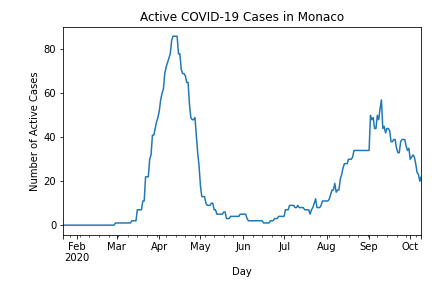 Active COVID-19 Cases in Monaco
Number of Active Cases
80
60
40
20
0
Feb Mar Apr May Jun Jul Aug Sep Oct
2020
Day